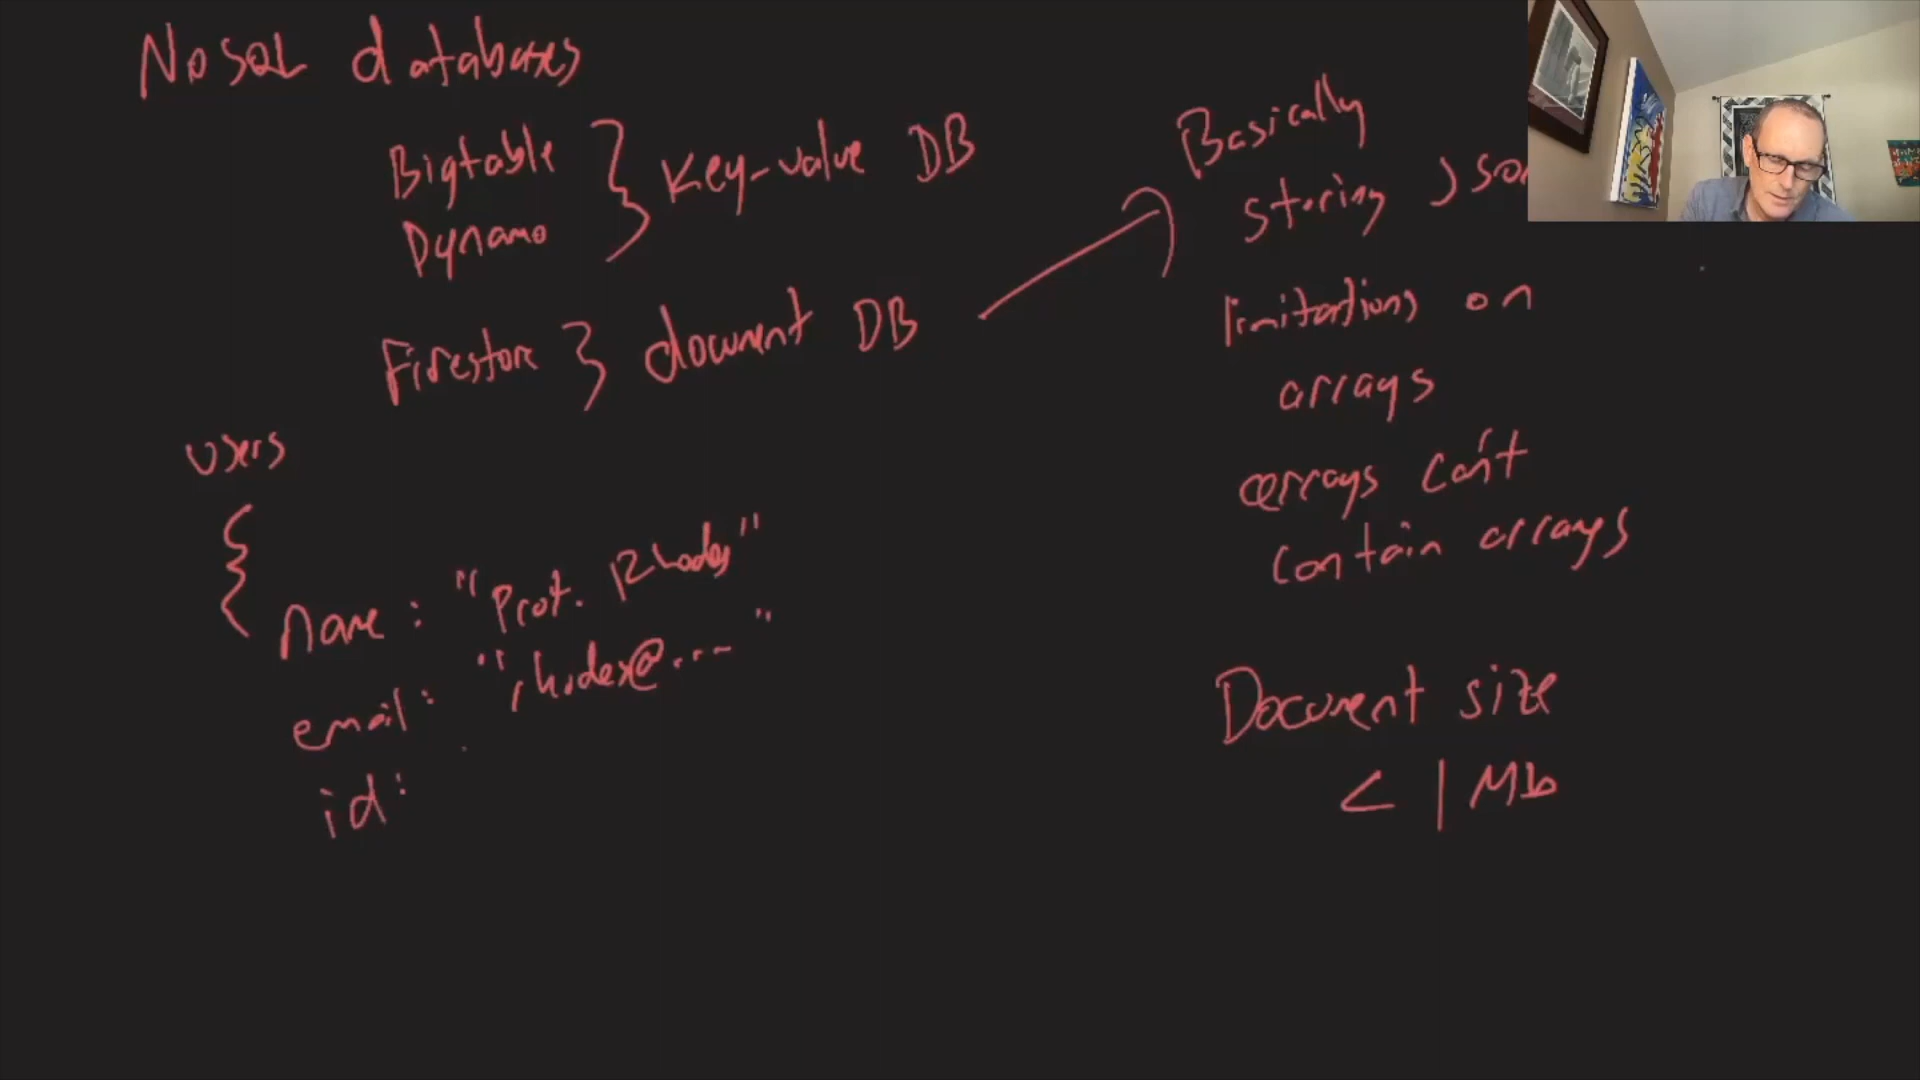 NoSQL databases
Bigtable } Key-value DB
Dynamo
Firestore } document DB
Basically
storing JSON
limitations on
arrays
arrays can't
contain arrays
Document size
< 1 Mb
users
{
name: "Prof. Rhodes"
email: "rhodes@..."
id: